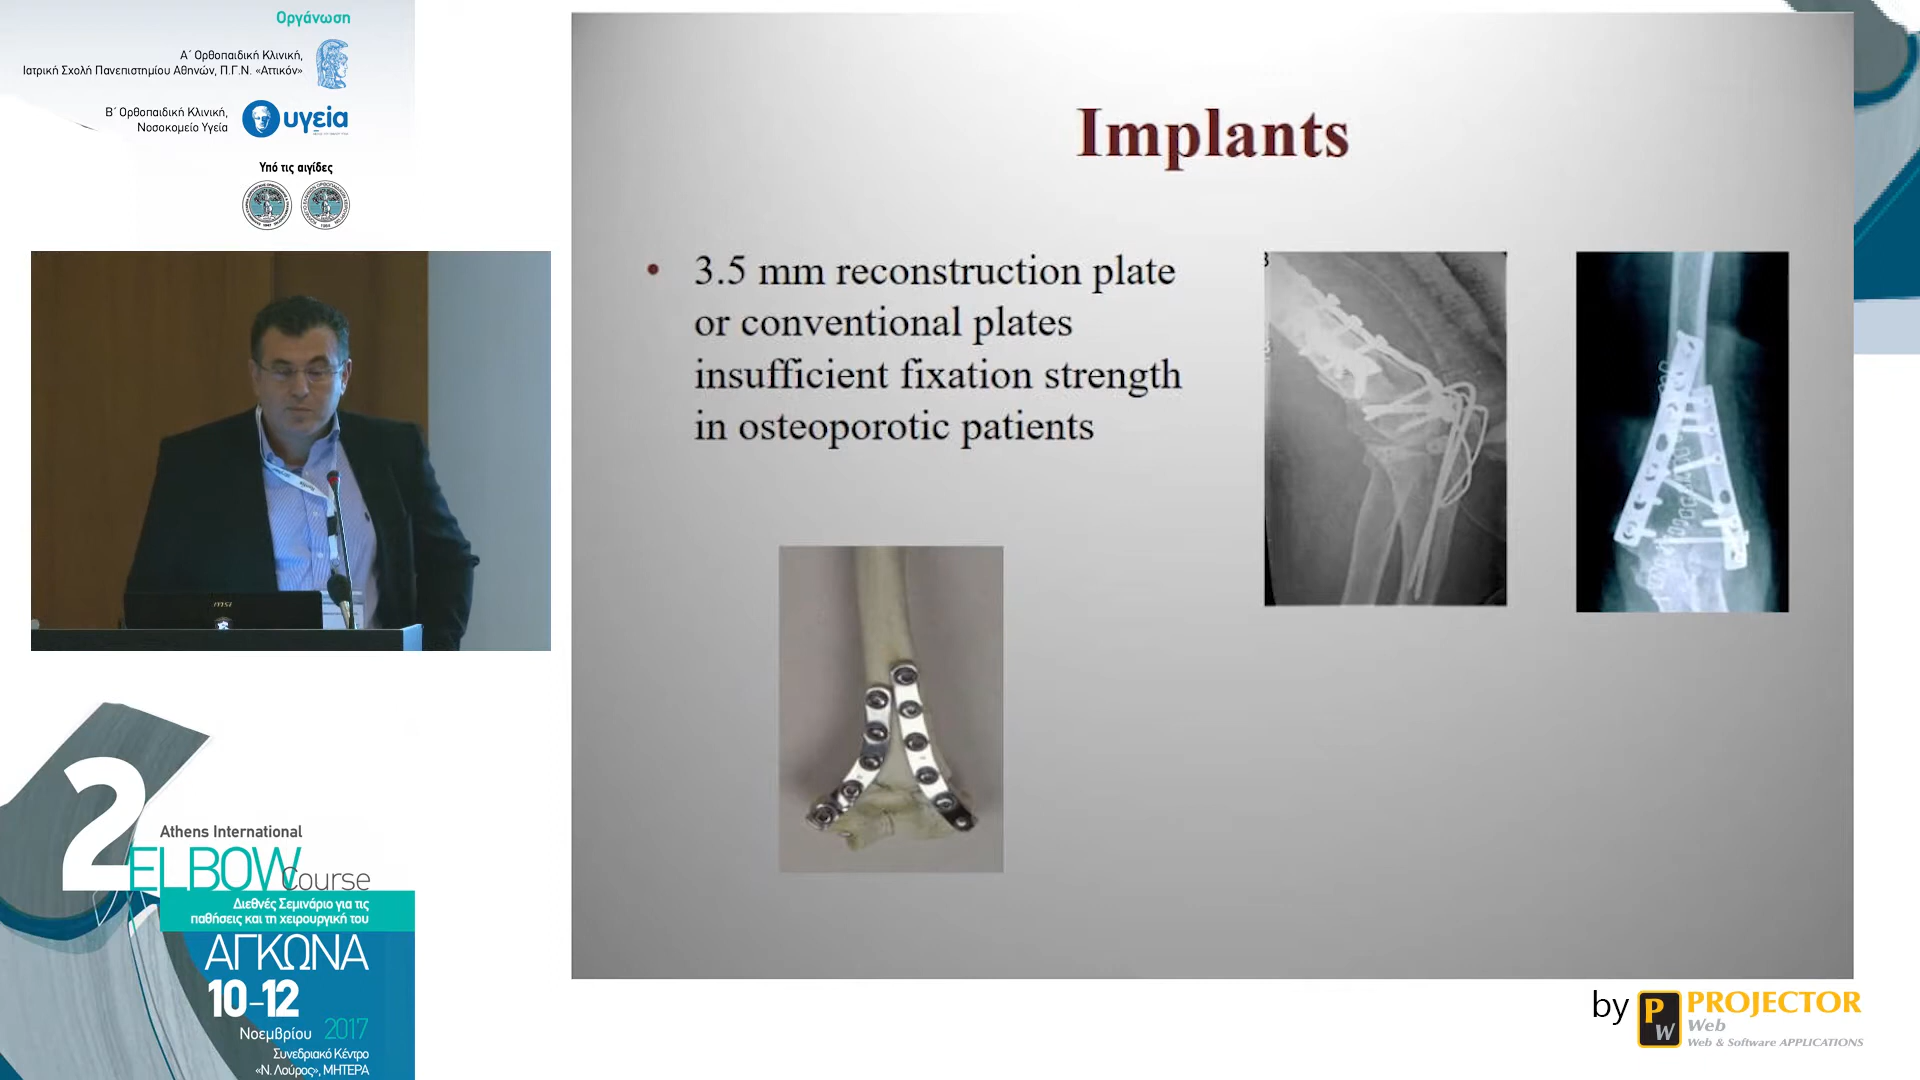 Οργάνωση
Α΄ Ορθοπαιδική Κλινική,
Ιατρική Σχολή Πανεπιστημίου Αθηνών, Π.Γ.Ν. «Αττικόν»
Β΄ Ορθοπαιδική Κλινική,
Νοσοκομείο Υγεία
υγεία
Υπό τις αιγίδες
msi
Implants
• 3.5 mm reconstruction plate
or conventional plates
insufficient fixation strength
in osteoporotic patients
2
Athens International
ELBOW Course
Διεθνές Σεμινάριο για τις
παθήσεις και τη χειρουργική του
ΑΓΚΩΝΑ
10-12
Νοεμβρίου 2017
Συνεδριακό Κέντρο
«Ν. Λούρος», ΜΗΤΕΡΑ
by PW PROJECTOR
Web
Web & Software APPLICATIONS